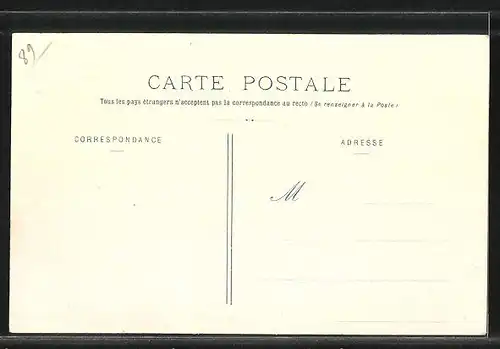 89
CARTE POSTALE
Tous les pays étrangers n'acceptent pas la correspondance au recto (Se renseigner à la Poste)
CORRESPONDANCE
ADRESSE
M